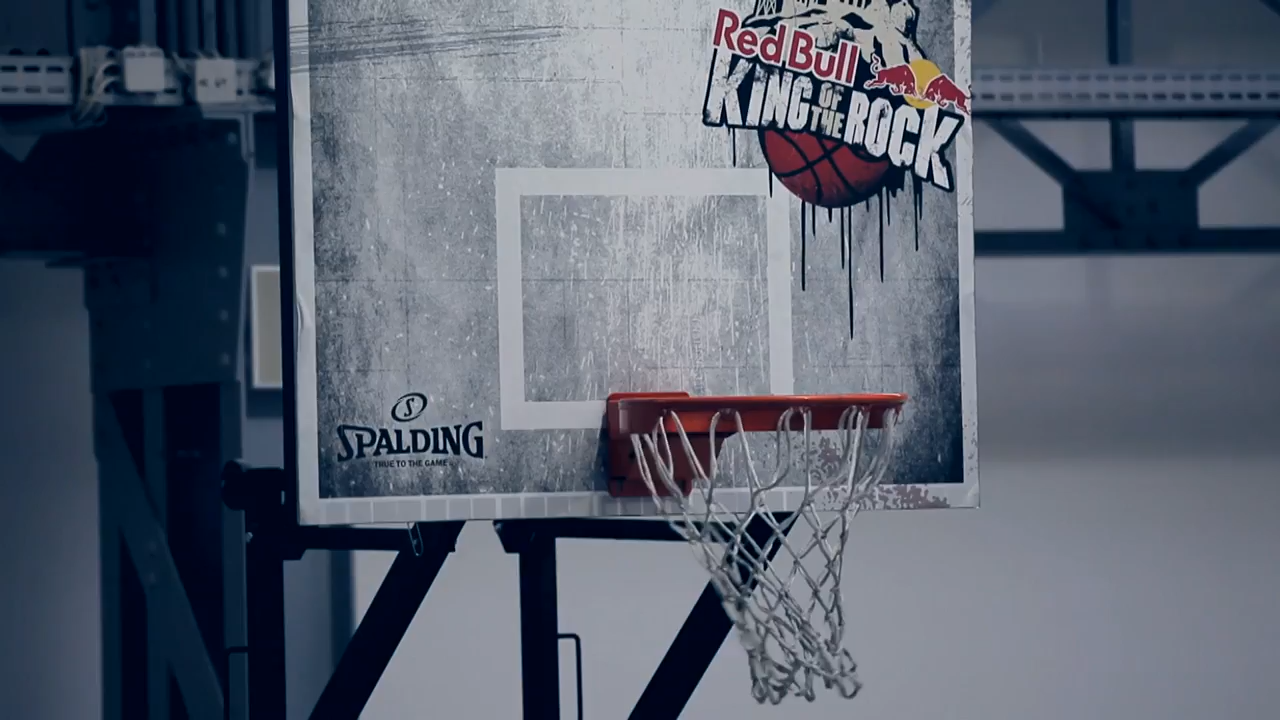 Red Bull
KING OF THE ROCK
S
SPALDING
TRUE TO THE GAME